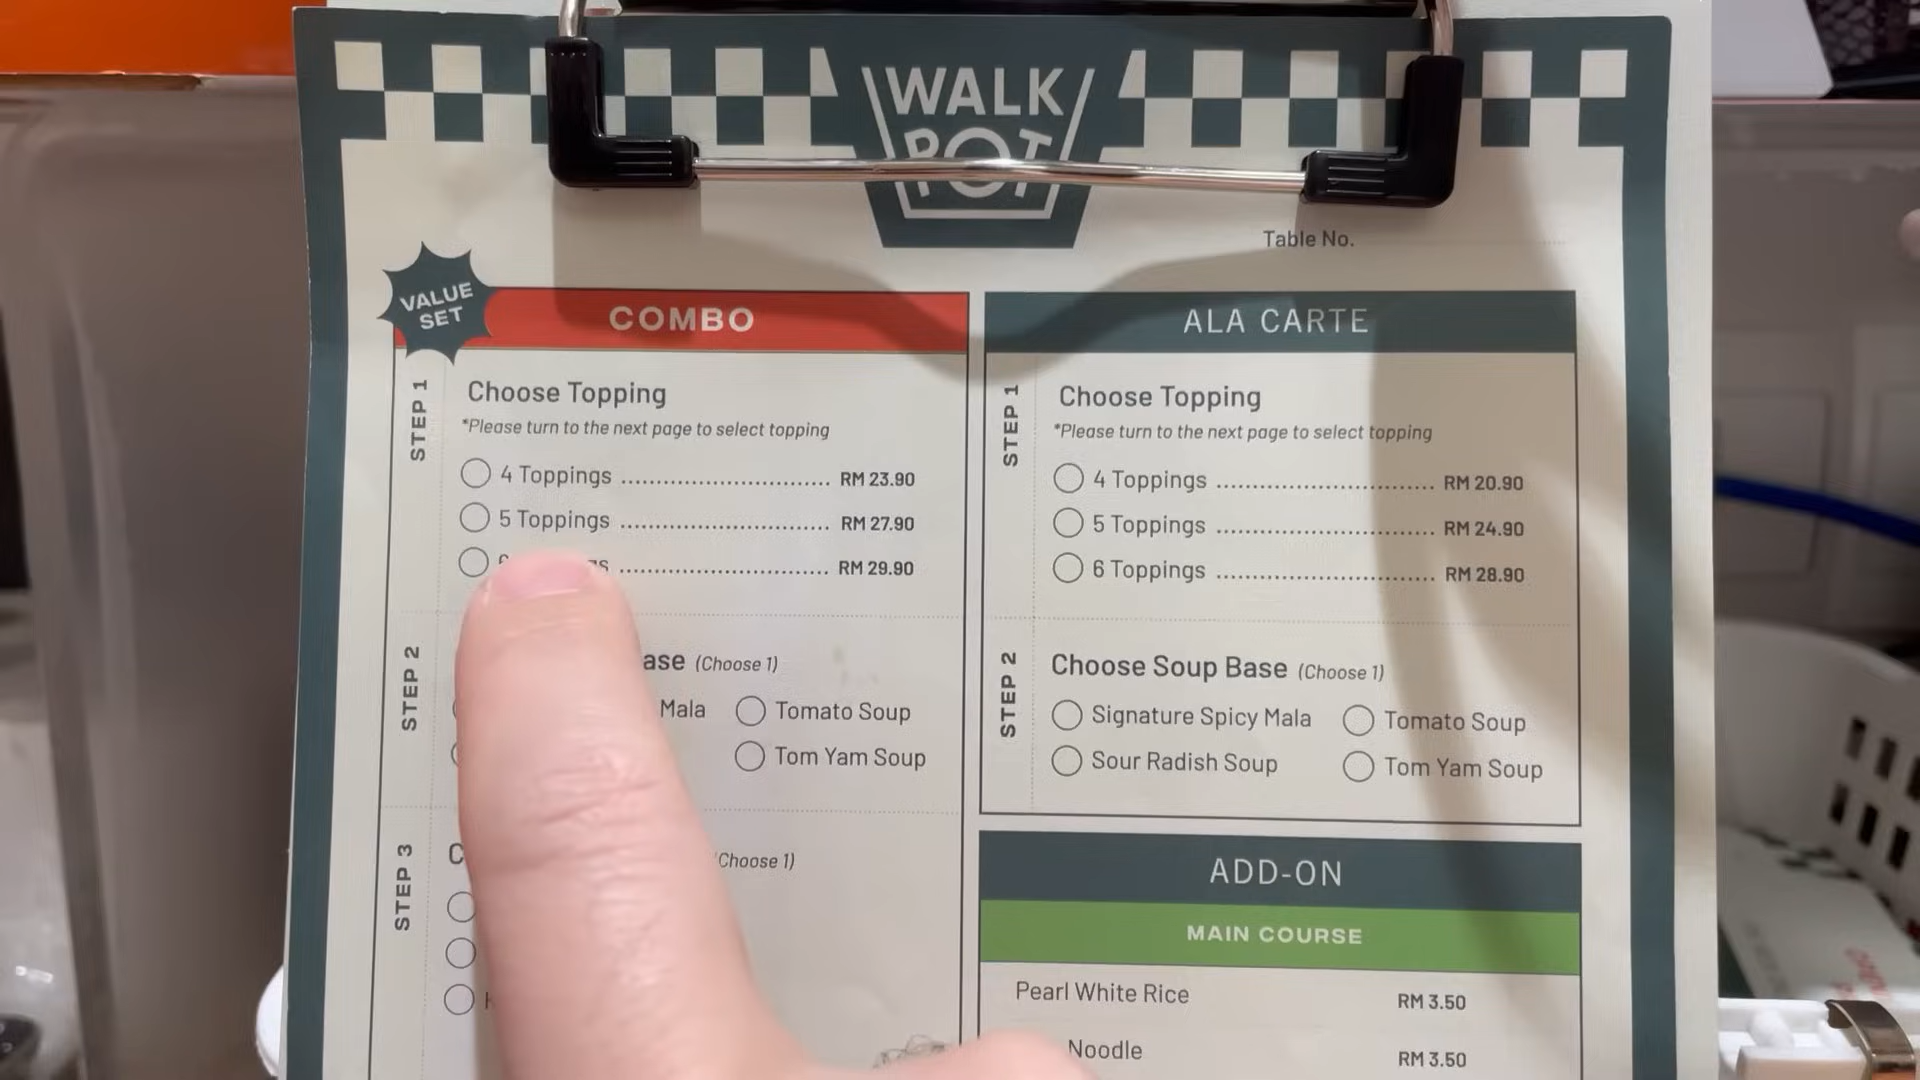 WALK
POT
Table No.
VALUE
SET
COMBO
STEP 1
Choose Topping
*Please turn to the next page to select topping
4 Toppings RM 23.90
5 Toppings RM 27.90
RM 29.90
STEP 2
(Choose 1)
Mala
Tomato Soup
Tom Yam Soup
STEP 3
Choose 1)
ALA CARTE
STEP 1
Choose Topping
*Please turn to the next page to select topping
4 Toppings RM 20.90
5 Toppings RM 24.90
6 Toppings RM 28.90
STEP 2
Choose Soup Base (Choose 1)
Signature Spicy Mala
Tomato Soup
Sour Radish Soup
Tom Yam Soup
ADD-ON
MAIN COURSE
Pearl White Rice RM 3.50
Noodle RM 3.50